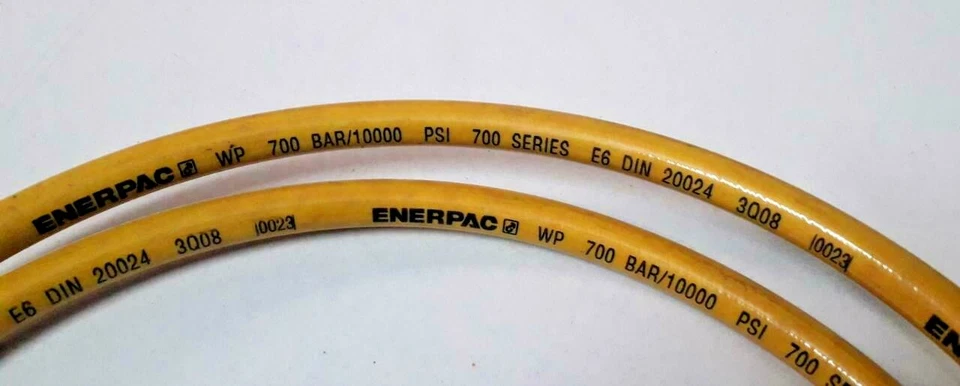 ENERPAC WP 700 BAR/10000 PSI 700 SERIES E6 DIN 20024 3Q08 |0023| EN
E6 DIN 20024 3Q08 |0023| ENERPAC WP 700 BAR/10000 PSI 700 S